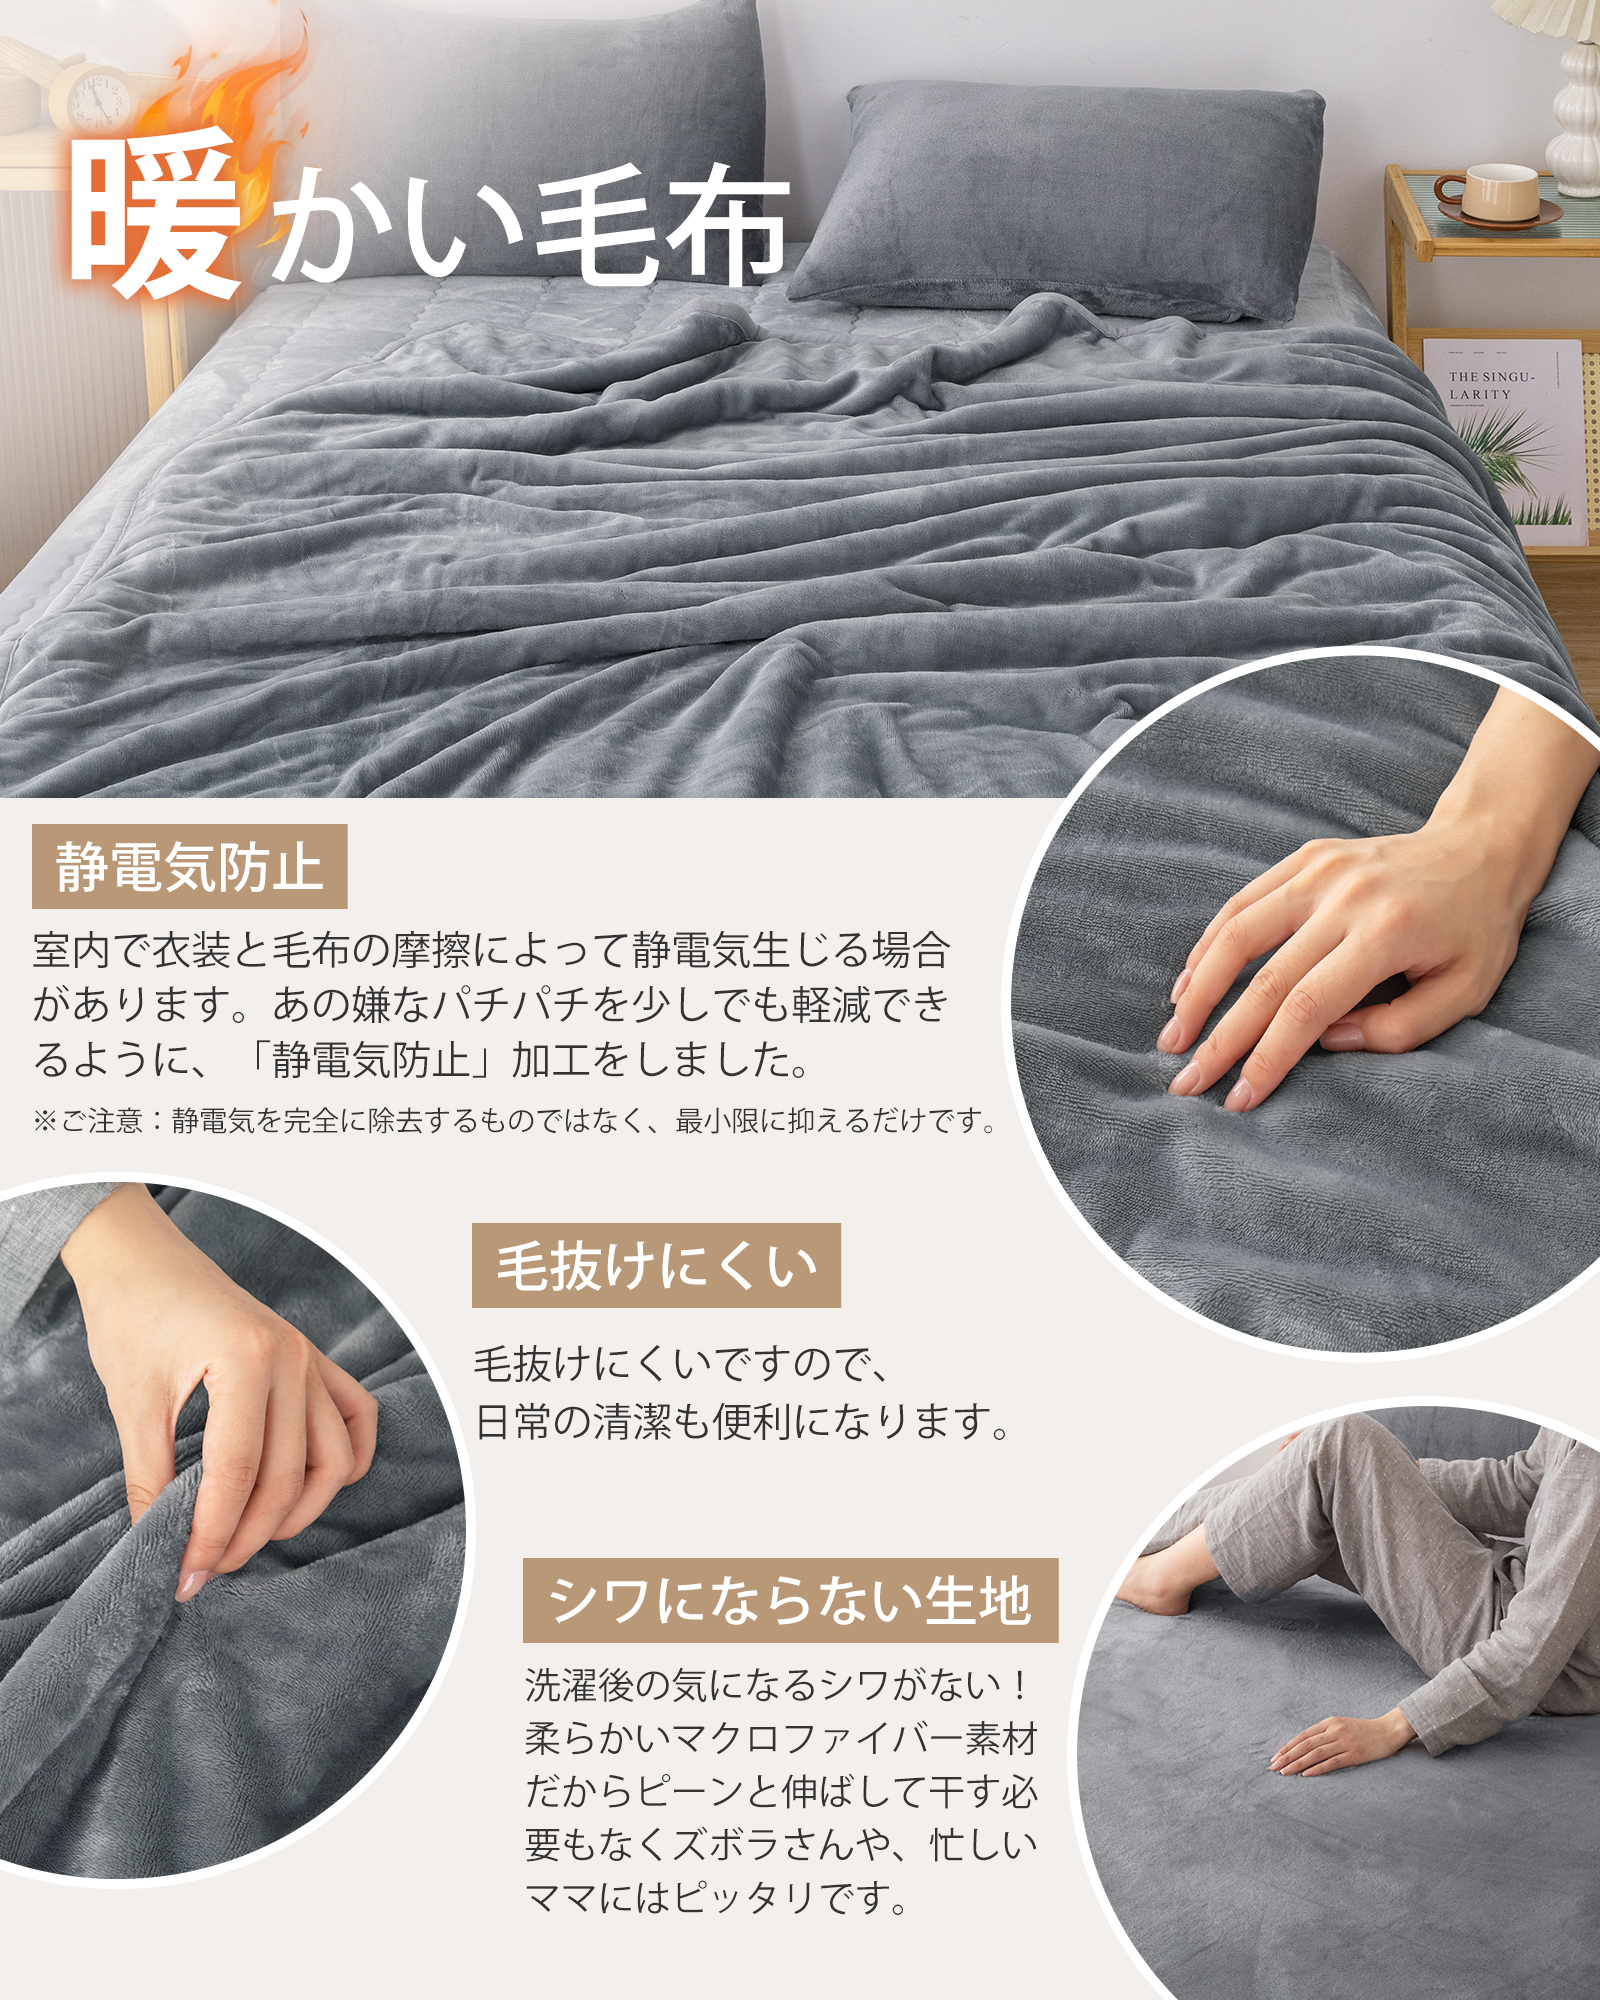 暖かい毛布
THE SINGU-
LARITY
静電気防止
室内で衣装と毛布の摩擦によって静電気生じる場合
があります。あの嫌なパチパチを少しでも軽減でき
るように、「静電気防止」加工をしました。
※ご注意：静電気を完全に除去するものではなく、最小限に抑えるだけです。
毛抜けにくい
毛抜けにくいですので、
日常の清潔も便利になります。
シワにならない生地
洗濯後の気になるシワがない！
柔らかいマクロファイバー素材
だからピーンと伸ばして干す必
要もなくズボラさんや、忙しい
ママにはピッタリです。